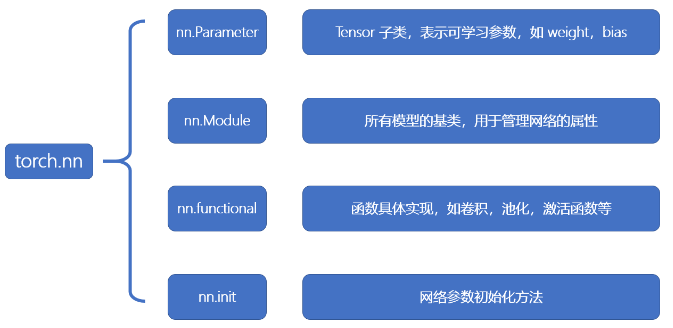 torch.nn
nn.Parameter
Tensor 子类，表示可学习参数，如 weight，bias
nn.Module
所有模型的基类，用于管理网络的属性
nn.functional
函数具体实现，如卷积，池化，激活函数等
nn.init
网络参数初始化方法